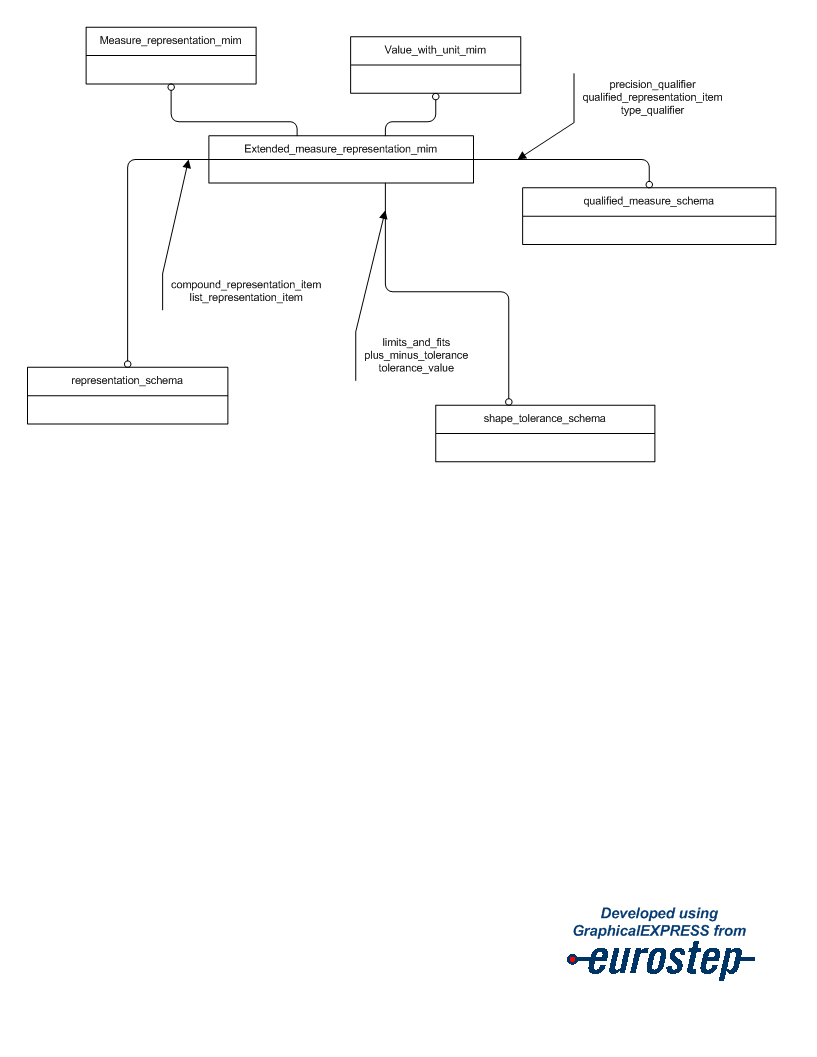 Measure_representation_mim
Value_with_unit_mim
precision_qualifier
qualified_representation_item
type_qualifier
Extended_measure_representation_mim
qualified_measure_schema
compound_representation_item
list_representation_item
limits_and_fits
plus_minus_tolerance
tolerance_value
representation_schema
shape_tolerance_schema
Developed using
GraphicalEXPRESS from
eurostep